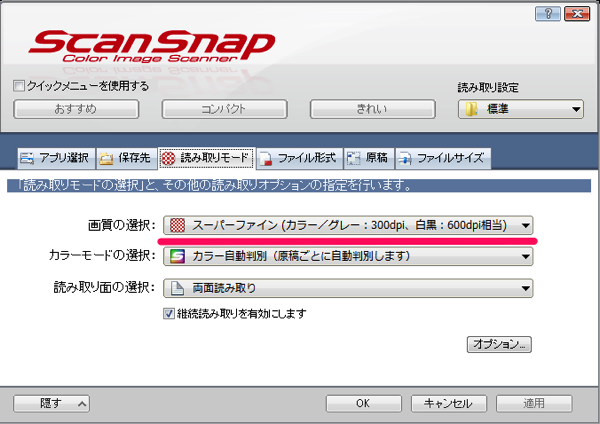 ScanSnap
Color Image Scanner
クイックメニューを使用する
読み取り設定
おすすめ
コンパクト
きれい
標準
アプリ選択
保存先
読み取りモード
ファイル形式
原稿
ファイルサイズ
「読み取りモードの選択」と、その他の読み取りオプションの指定を行います。
画質の選択:
スーパーファイン (カラー/グレー:300dpi、白黒:600dpi相当)
カラーモードの選択:
カラー自動判別 (原稿ごとに自動判別します)
読み取り面の選択:
両面読み取り
継続読み取りを有効にします
オプション...
隠す
OK
キャンセル
適用